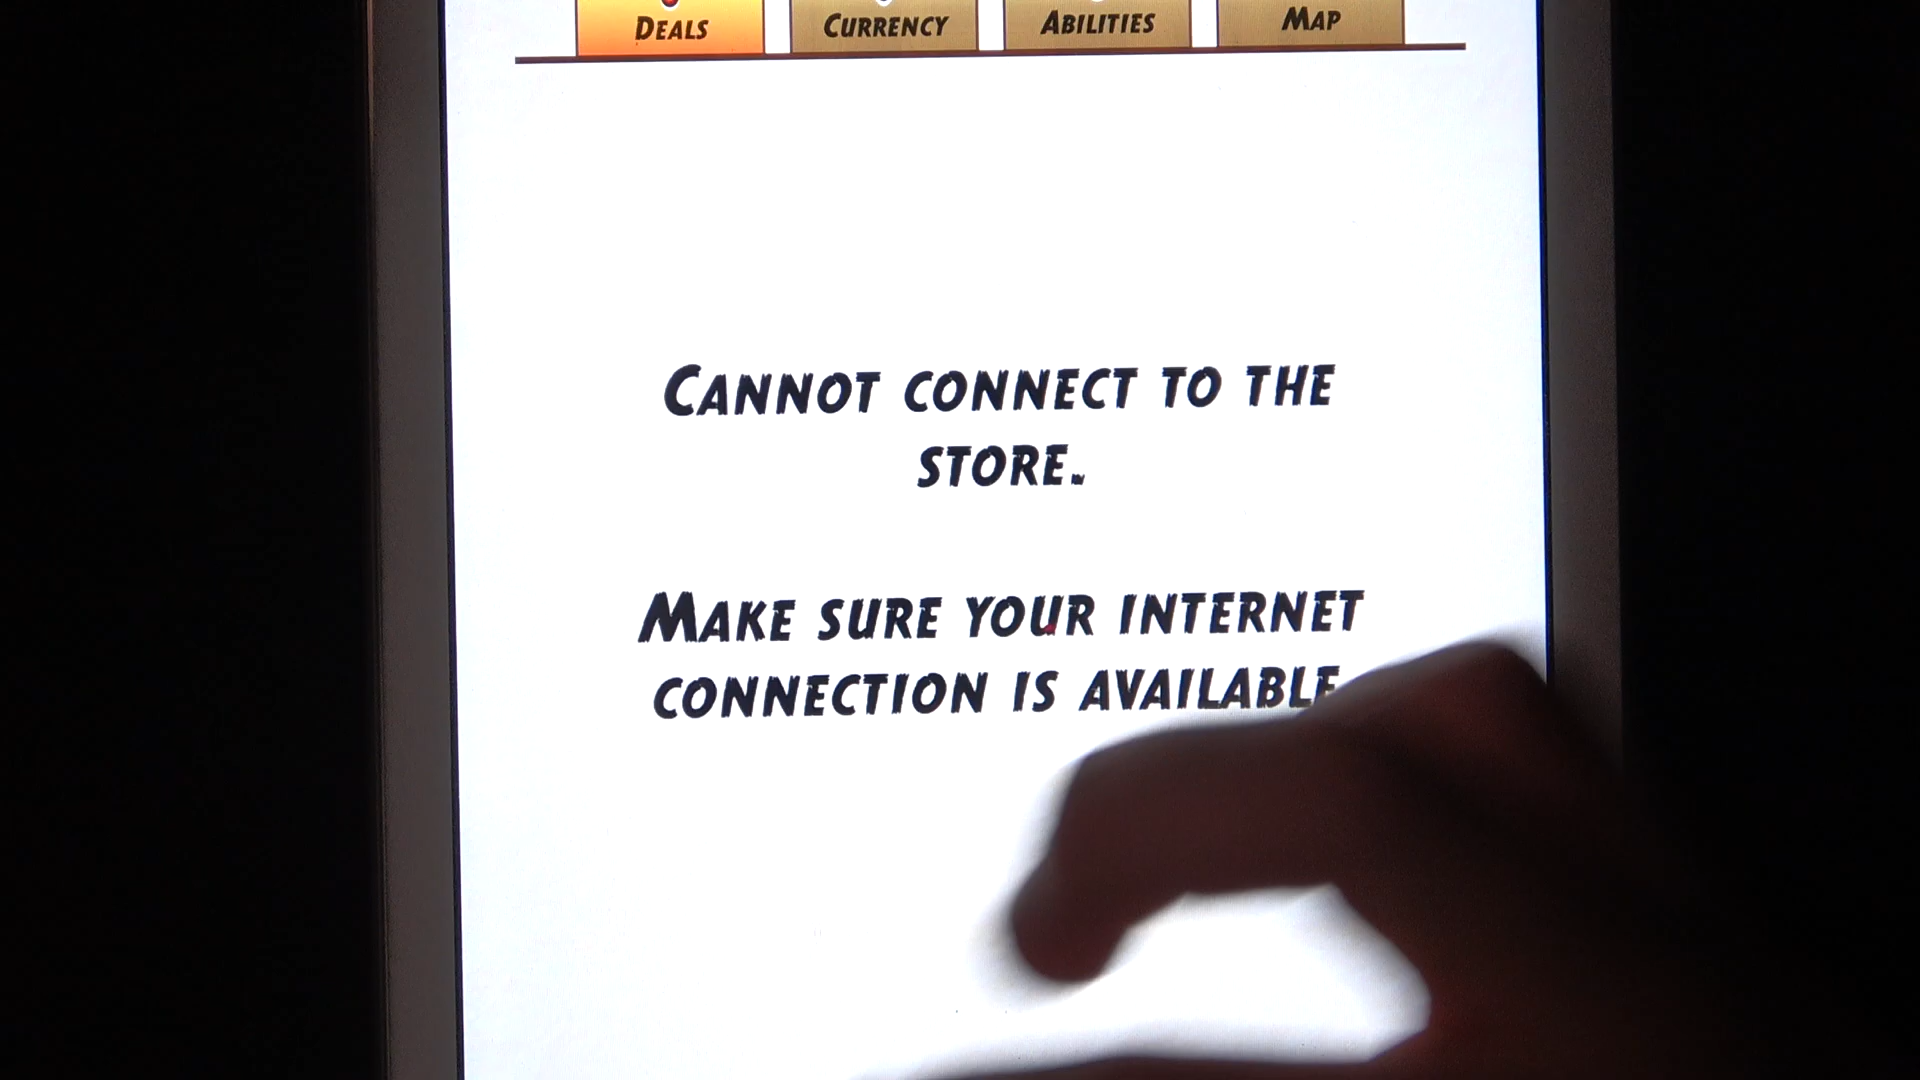 Deals Currency Abilities Map
Cannot connect to the
store.
Make sure your internet
connection is available